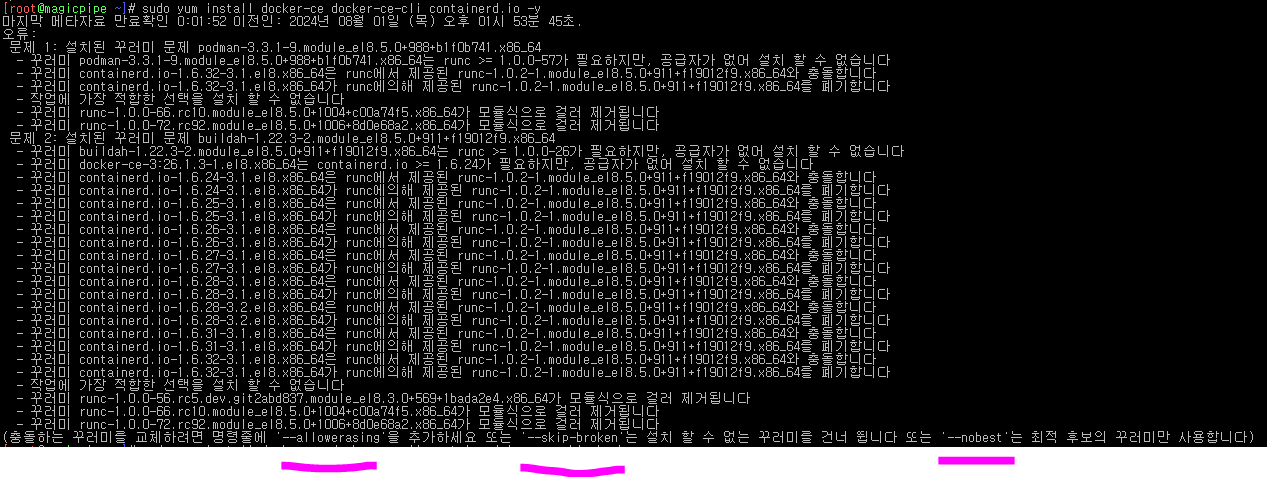 [root@magicpipe ~]# sudo yum install docker-ce docker-ce-cli containerd.io -y
마지막 메타자료 만료확인 0:01:52 이전인: 2024년 08월 01일 (목) 오후 01시 53분 45초.
오류:
문제 1: 설치된 꾸러미 문제 podman-3.3.1-9.module_el8.5.0+988+b1f0b741.x86_64
- 꾸러미 podman-3.3.1-9.module_el8.5.0+988+b1f0b741.x86_64는 runc >= 1.0.0-57가 필요하지만, 공급자가 없어 설치 할 수 없습니다
- 꾸러미 containerd.io-1.6.32-3.1.el8.x86_64은 runc에서 제공된 runc-1.0.2-1.module_el8.5.0+911+f19012f9.x86_64와 충돌합니다
- 꾸러미 containerd.io-1.6.32-3.1.el8.x86_64가 runc에의해 제공된 runc-1.0.2-1.module_el8.5.0+911+f19012f9.x86_64를 폐기합니다
- 작업에 가장 적합한 선택을 설치 할 수 없습니다
- 꾸러미 runc-1.0.0-66.rc10.module_el8.5.0+1004+c00a74f5.x86_64가 모듈식으로 걸러 제거됩니다
- 꾸러미 runc-1.0.0-72.rc92.module_el8.5.0+1006+8d0e68a2.x86_64가 모듈식으로 걸러 제거됩니다
문제 2: 설치된 꾸러미 문제 buildah-1.22.3-2.module_el8.5.0+911+f19012f9.x86_64
- 꾸러미 buildah-1.22.3-2.module_el8.5.0+911+f19012f9.x86_64는 runc >= 1.0.0-26가 필요하지만, 공급자가 없어 설치 할 수 없습니다
- 꾸러미 docker-ce-3:26.1.3-1.el8.x86_64는 containerd.io >= 1.6.24가 필요하지만, 공급자가 없어 설치 할 수 없습니다
- 꾸러미 containerd.io-1.6.24-3.1.el8.x86_64은 runc에서 제공된 runc-1.0.2-1.module_el8.5.0+911+f19012f9.x86_64와 충돌합니다
- 꾸러미 containerd.io-1.6.24-3.1.el8.x86_64가 runc에의해 제공된 runc-1.0.2-1.module_el8.5.0+911+f19012f9.x86_64를 폐기합니다
- 꾸러미 containerd.io-1.6.25-3.1.el8.x86_64은 runc에서 제공된 runc-1.0.2-1.module_el8.5.0+911+f19012f9.x86_64와 충돌합니다
- 꾸러미 containerd.io-1.6.25-3.1.el8.x86_64가 runc에의해 제공된 runc-1.0.2-1.module_el8.5.0+911+f19012f9.x86_64를 폐기합니다
- 꾸러미 containerd.io-1.6.26-3.1.el8.x86_64은 runc에서 제공된 runc-1.0.2-1.module_el8.5.0+911+f19012f9.x86_64와 충돌합니다
- 꾸러미 containerd.io-1.6.26-3.1.el8.x86_64가 runc에의해 제공된 runc-1.0.2-1.module_el8.5.0+911+f19012f9.x86_64를 폐기합니다
- 꾸러미 containerd.io-1.6.27-3.1.el8.x86_64은 runc에서 제공된 runc-1.0.2-1.module_el8.5.0+911+f19012f9.x86_64와 충돌합니다
- 꾸러미 containerd.io-1.6.27-3.1.el8.x86_64가 runc에의해 제공된 runc-1.0.2-1.module_el8.5.0+911+f19012f9.x86_64를 폐기합니다
- 꾸러미 containerd.io-1.6.28-3.1.el8.x86_64은 runc에서 제공된 runc-1.0.2-1.module_el8.5.0+911+f19012f9.x86_64와 충돌합니다
- 꾸러미 containerd.io-1.6.28-3.1.el8.x86_64가 runc에의해 제공된 runc-1.0.2-1.module_el8.5.0+911+f19012f9.x86_64를 폐기합니다
- 꾸러미 containerd.io-1.6.28-3.2.el8.x86_64은 runc에서 제공된 runc-1.0.2-1.module_el8.5.0+911+f19012f9.x86_64와 충돌합니다
- 꾸러미 containerd.io-1.6.28-3.2.el8.x86_64가 runc에의해 제공된 runc-1.0.2-1.module_el8.5.0+911+f19012f9.x86_64를 폐기합니다
- 꾸러미 containerd.io-1.6.31-3.1.el8.x86_64은 runc에서 제공된 runc-1.0.2-1.module_el8.5.0+911+f19012f9.x86_64와 충돌합니다
- 꾸러미 containerd.io-1.6.31-3.1.el8.x86_64가 runc에의해 제공된 runc-1.0.2-1.module_el8.5.0+911+f19012f9.x86_64를 폐기합니다
- 꾸러미 containerd.io-1.6.32-3.1.el8.x86_64은 runc에서 제공된 runc-1.0.2-1.module_el8.5.0+911+f19012f9.x86_64와 충돌합니다
- 꾸러미 containerd.io-1.6.32-3.1.el8.x86_64가 runc에의해 제공된 runc-1.0.2-1.module_el8.5.0+911+f19012f9.x86_64를 폐기합니다
- 작업에 가장 적합한 선택을 설치 할 수 없습니다
- 꾸러미 runc-1.0.0-56.rc5.dev.git2abd837.module_el8.3.0+569+1bada2e4.x86_64가 모듈식으로 걸러 제거됩니다
- 꾸러미 runc-1.0.0-66.rc10.module_el8.5.0+1004+c00a74f5.x86_64가 모듈식으로 걸러 제거됩니다
- 꾸러미 runc-1.0.0-72.rc92.module_el8.5.0+1006+8d0e68a2.x86_64가 모듈식으로 걸러 제거됩니다
(충돌하는 꾸러미를 교체하려면 명령줄에 '--allowerasing'을 추가하세요 또는 '--skip-broken'는 설치 할 수 없는 꾸러미를 건너 뜁니다 또는 '--nobest'는 최적 후보의 꾸러미만 사용합니다)